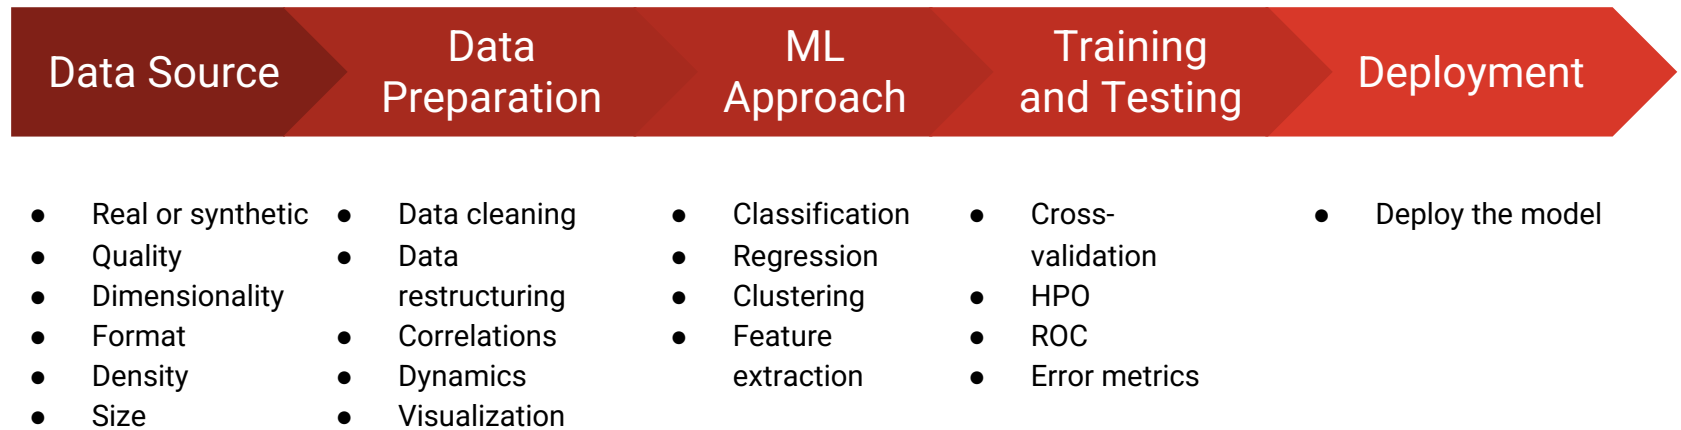 Data Source
Data
Preparation
ML
Approach
Training
and Testing
Deployment
● Real or synthetic
● Quality
● Dimensionality
● Format
● Density
● Size
● Data cleaning
● Data
restructuring
● Correlations
● Dynamics
● Visualization
● Classification
● Regression
● Clustering
● Feature
extraction
● Cross-
validation
● HPO
● ROC
● Error metrics
● Deploy the model